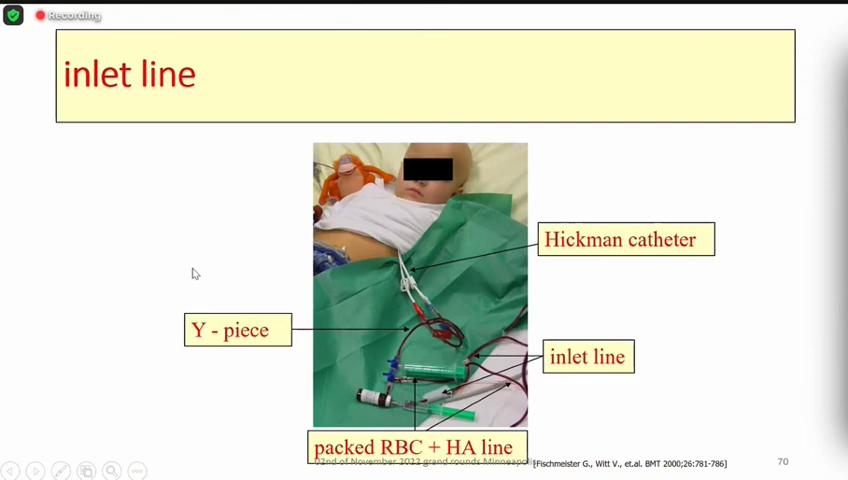 Recording
inlet line
Hickman catheter
Y - piece
inlet line
packed RBC + HA line
02nd of November 2022 grand rounds Minneapolis
[Fischmeister G., Witt V., et.al. BMT 2000;26:781-786]
70